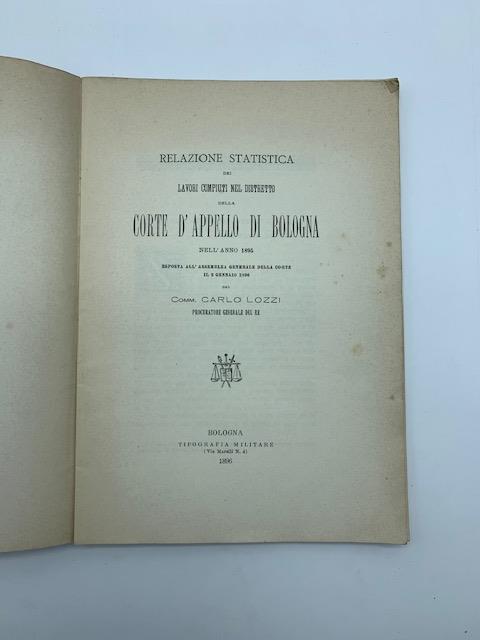 RELAZIONE STATISTICA
DEI
LAVORI COMPIUTI NEL DISTRETTO
DELLA
CORTE D'APPELLO DI BOLOGNA
NELL'ANNO 1895
ESPOSTA ALL'ASSEMBLEA GENERALE DELLA CORTE
IL 3 GENNAIO 1896
DAL
COMM. CARLO LOZZI
PROCURATORE GENERALE DEL RE
BOLOGNA
TIPOGRAFIA MILITARE
(Via Marsili N. 4)
1896